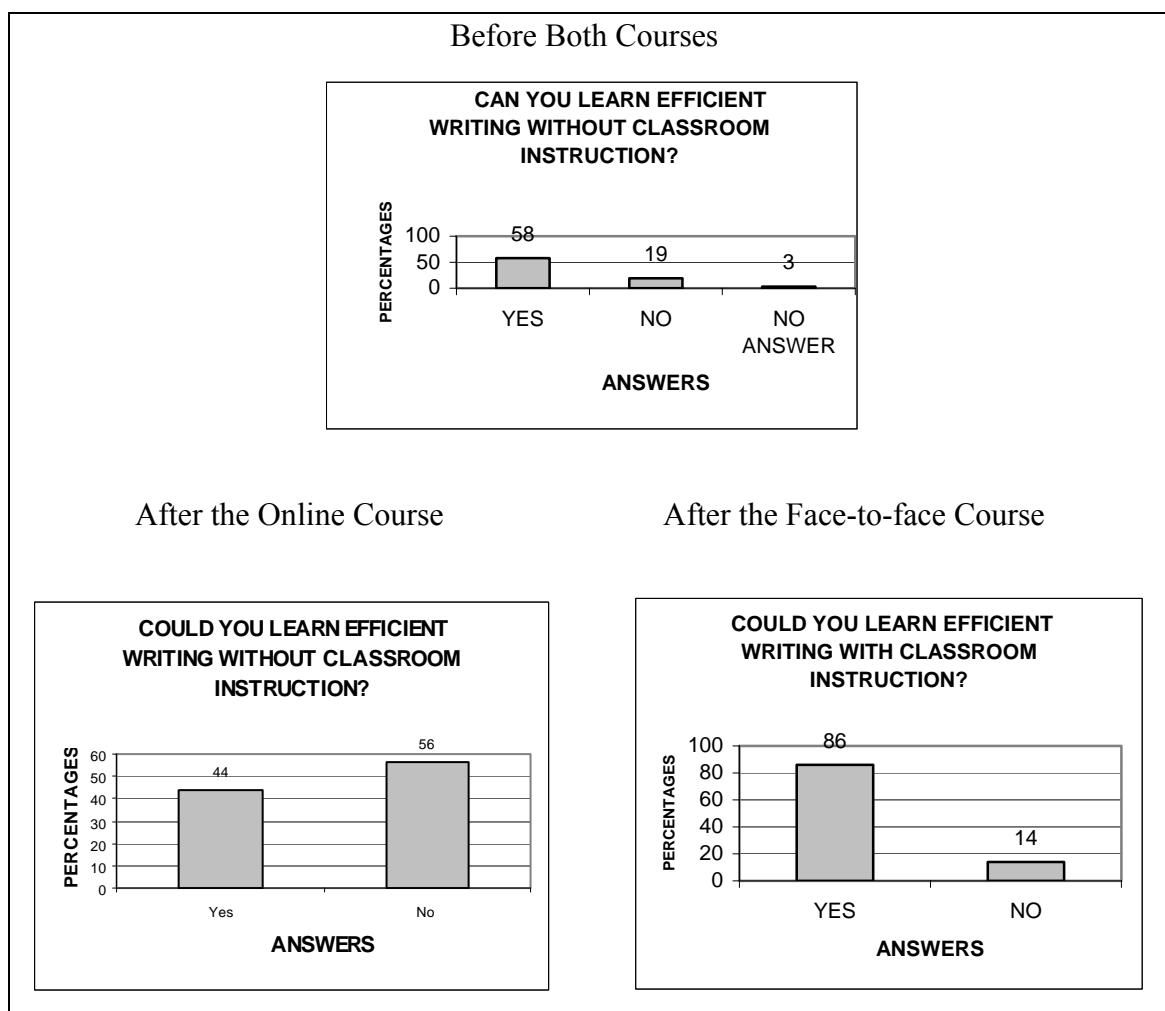 Before Both Courses
CAN YOU LEARN EFFICIENT
WRITING WITHOUT CLASSROOM
INSTRUCTION?
PERCENTAGES
100
50
0
58
19
3
YES
NO
NO
ANSWER
ANSWERS
After the Online Course
COULD YOU LEARN EFFICIENT
WRITING WITHOUT CLASSROOM
INSTRUCTION?
PERCENTAGES
60
50
40
30
20
10
0
44
56
Yes
No
ANSWERS
After the Face-to-face Course
COULD YOU LEARN EFFICIENT
WRITING WITH CLASSROOM
INSTRUCTION?
PERCENTAGES
100
80
60
40
20
0
86
14
YES
NO
ANSWERS